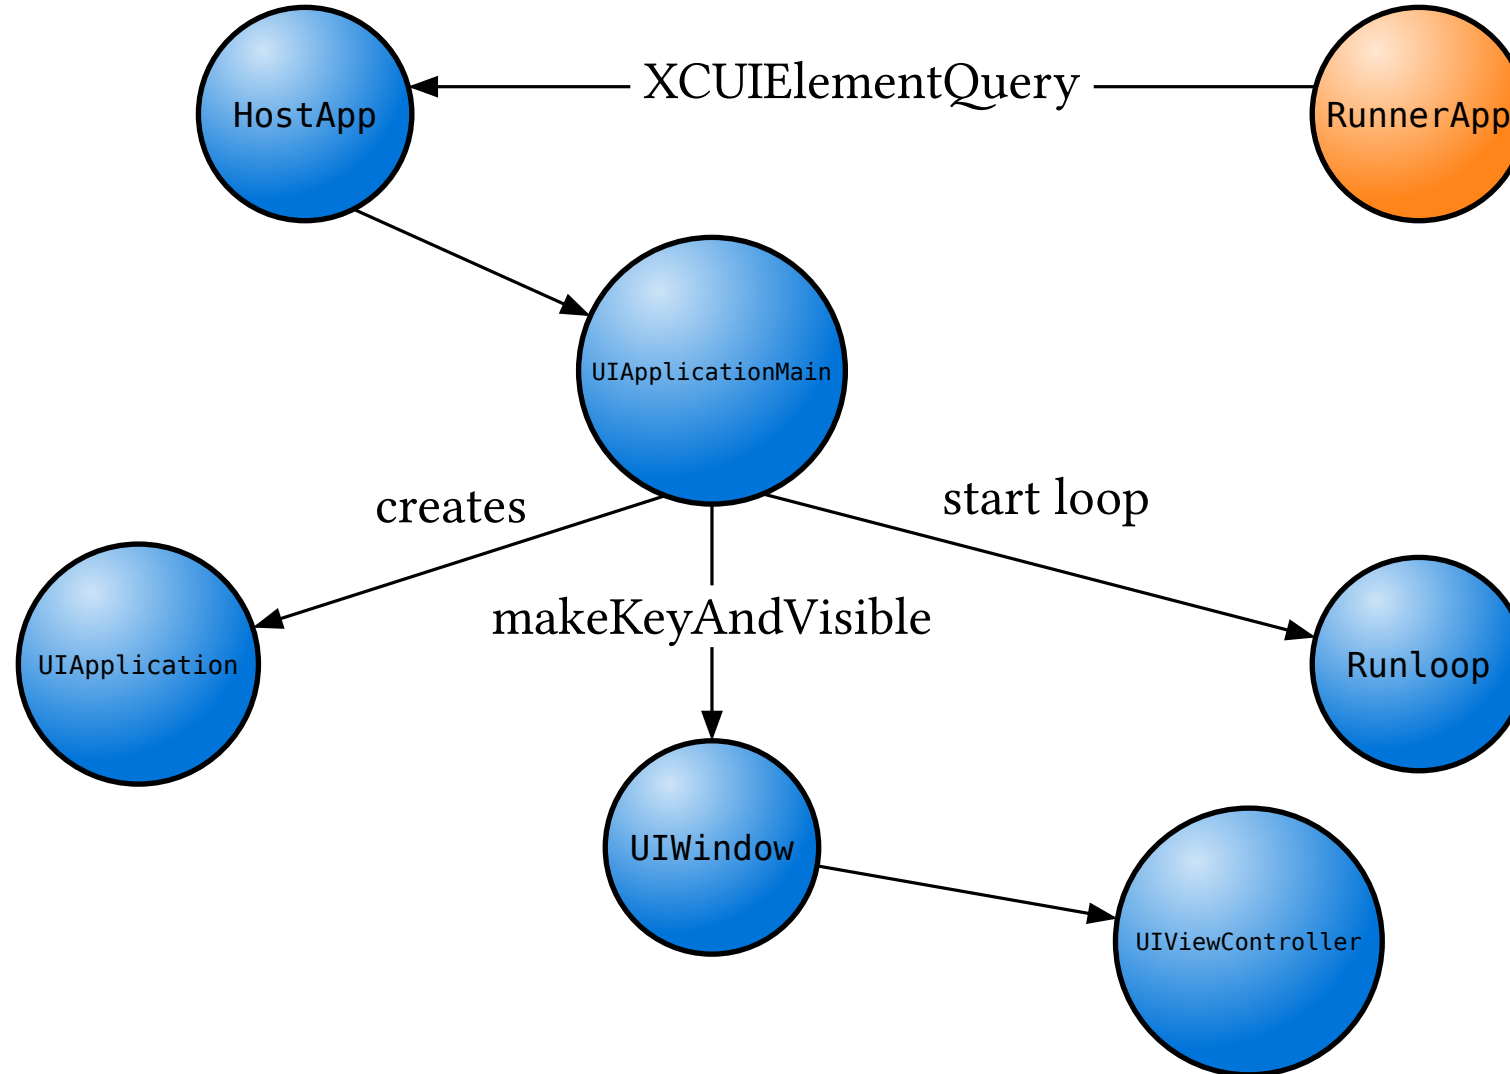 HostApp
XCUIElementQuery
RunnerApp
UIApplicationMain
creates
start loop
makeKeyAndVisible
UIApplication
Runloop
UIWindow
UIViewController